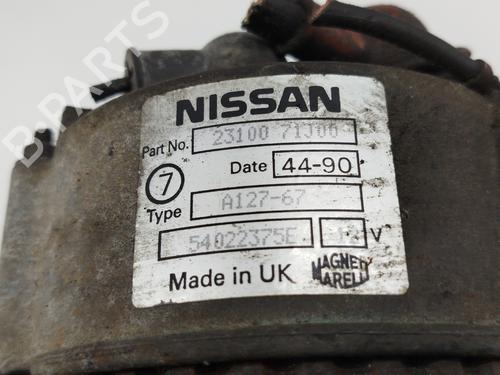 B-PARTS
NISSAN
Part No. 23100 71J00
7 Date 44-90
Type A127-67
54022375E 12 V
Made in UK MAGNETI MARELLI